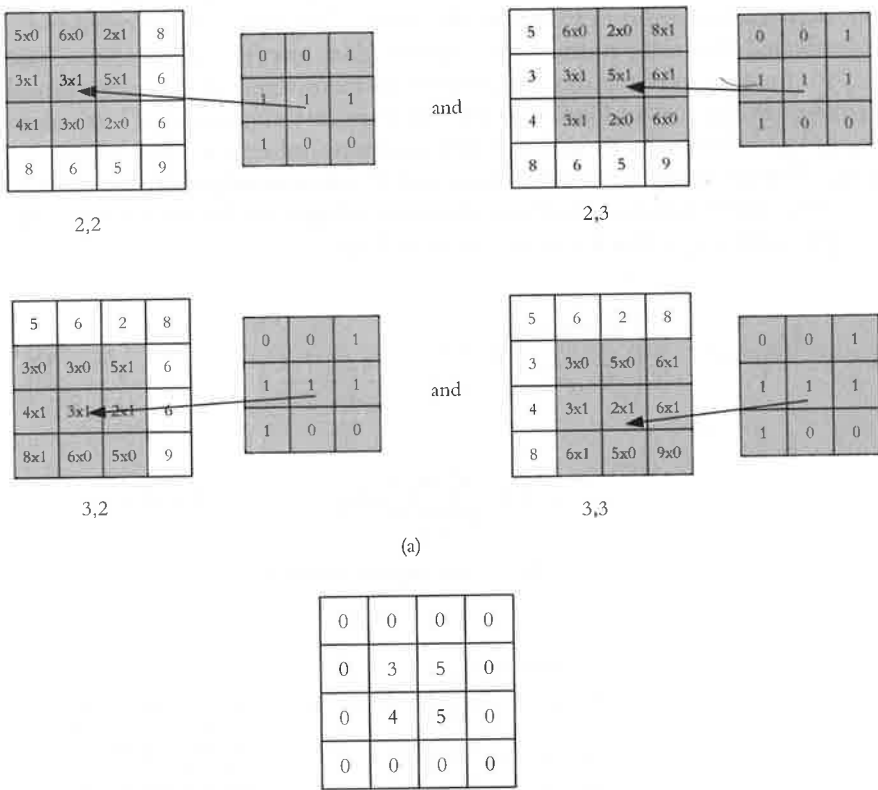 5x0 6x0 2x1 8
3x1 3x1 5x1 6
4x1 3x0 2x0 6
8 6 5 9
2,2
0 0 1
1 1 1
1 0 0
and
5 6x0 2x0 8x1
3 3x1 5x1 6x1
4 3x1 2x0 6x0
8 6 5 9
2,3
0 0 1
1 1 1
1 0 0
5 6 2 8
3x0 3x0 5x1 6
4x1 3x1 2x1 6
8x1 6x0 5x0 9
3,2
0 0 1
1 1 1
1 0 0
and
5 6 2 8
3 3x0 5x0 6x1
4 3x1 2x1 6x1
8 6x1 5x0 9x0
3,3
0 0 1
1 1 1
1 0 0
(a)
0 0 0 0
0 3 5 0
0 4 5 0
0 0 0 0